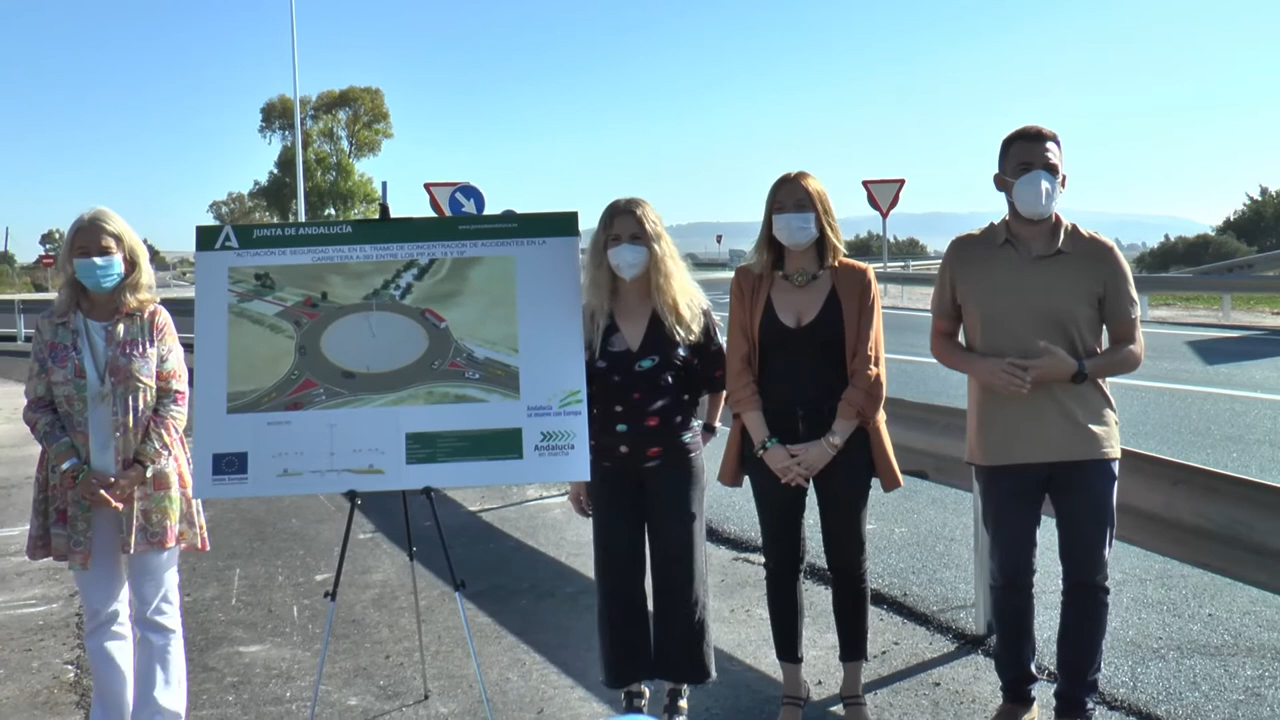 JUNTA DE ANDALUCÍA
"ACTUACIÓN DE SEGURIDAD VIAL EN EL TRAMO DE CONCENTRACIÓN DE ACCIDENTES EN LA
CARRETERA A-393 ENTRE LOS PP.KK. 18 Y 19"
Andalucía
se mueve con Europa
Andalucía
en marcha
Unión Europea